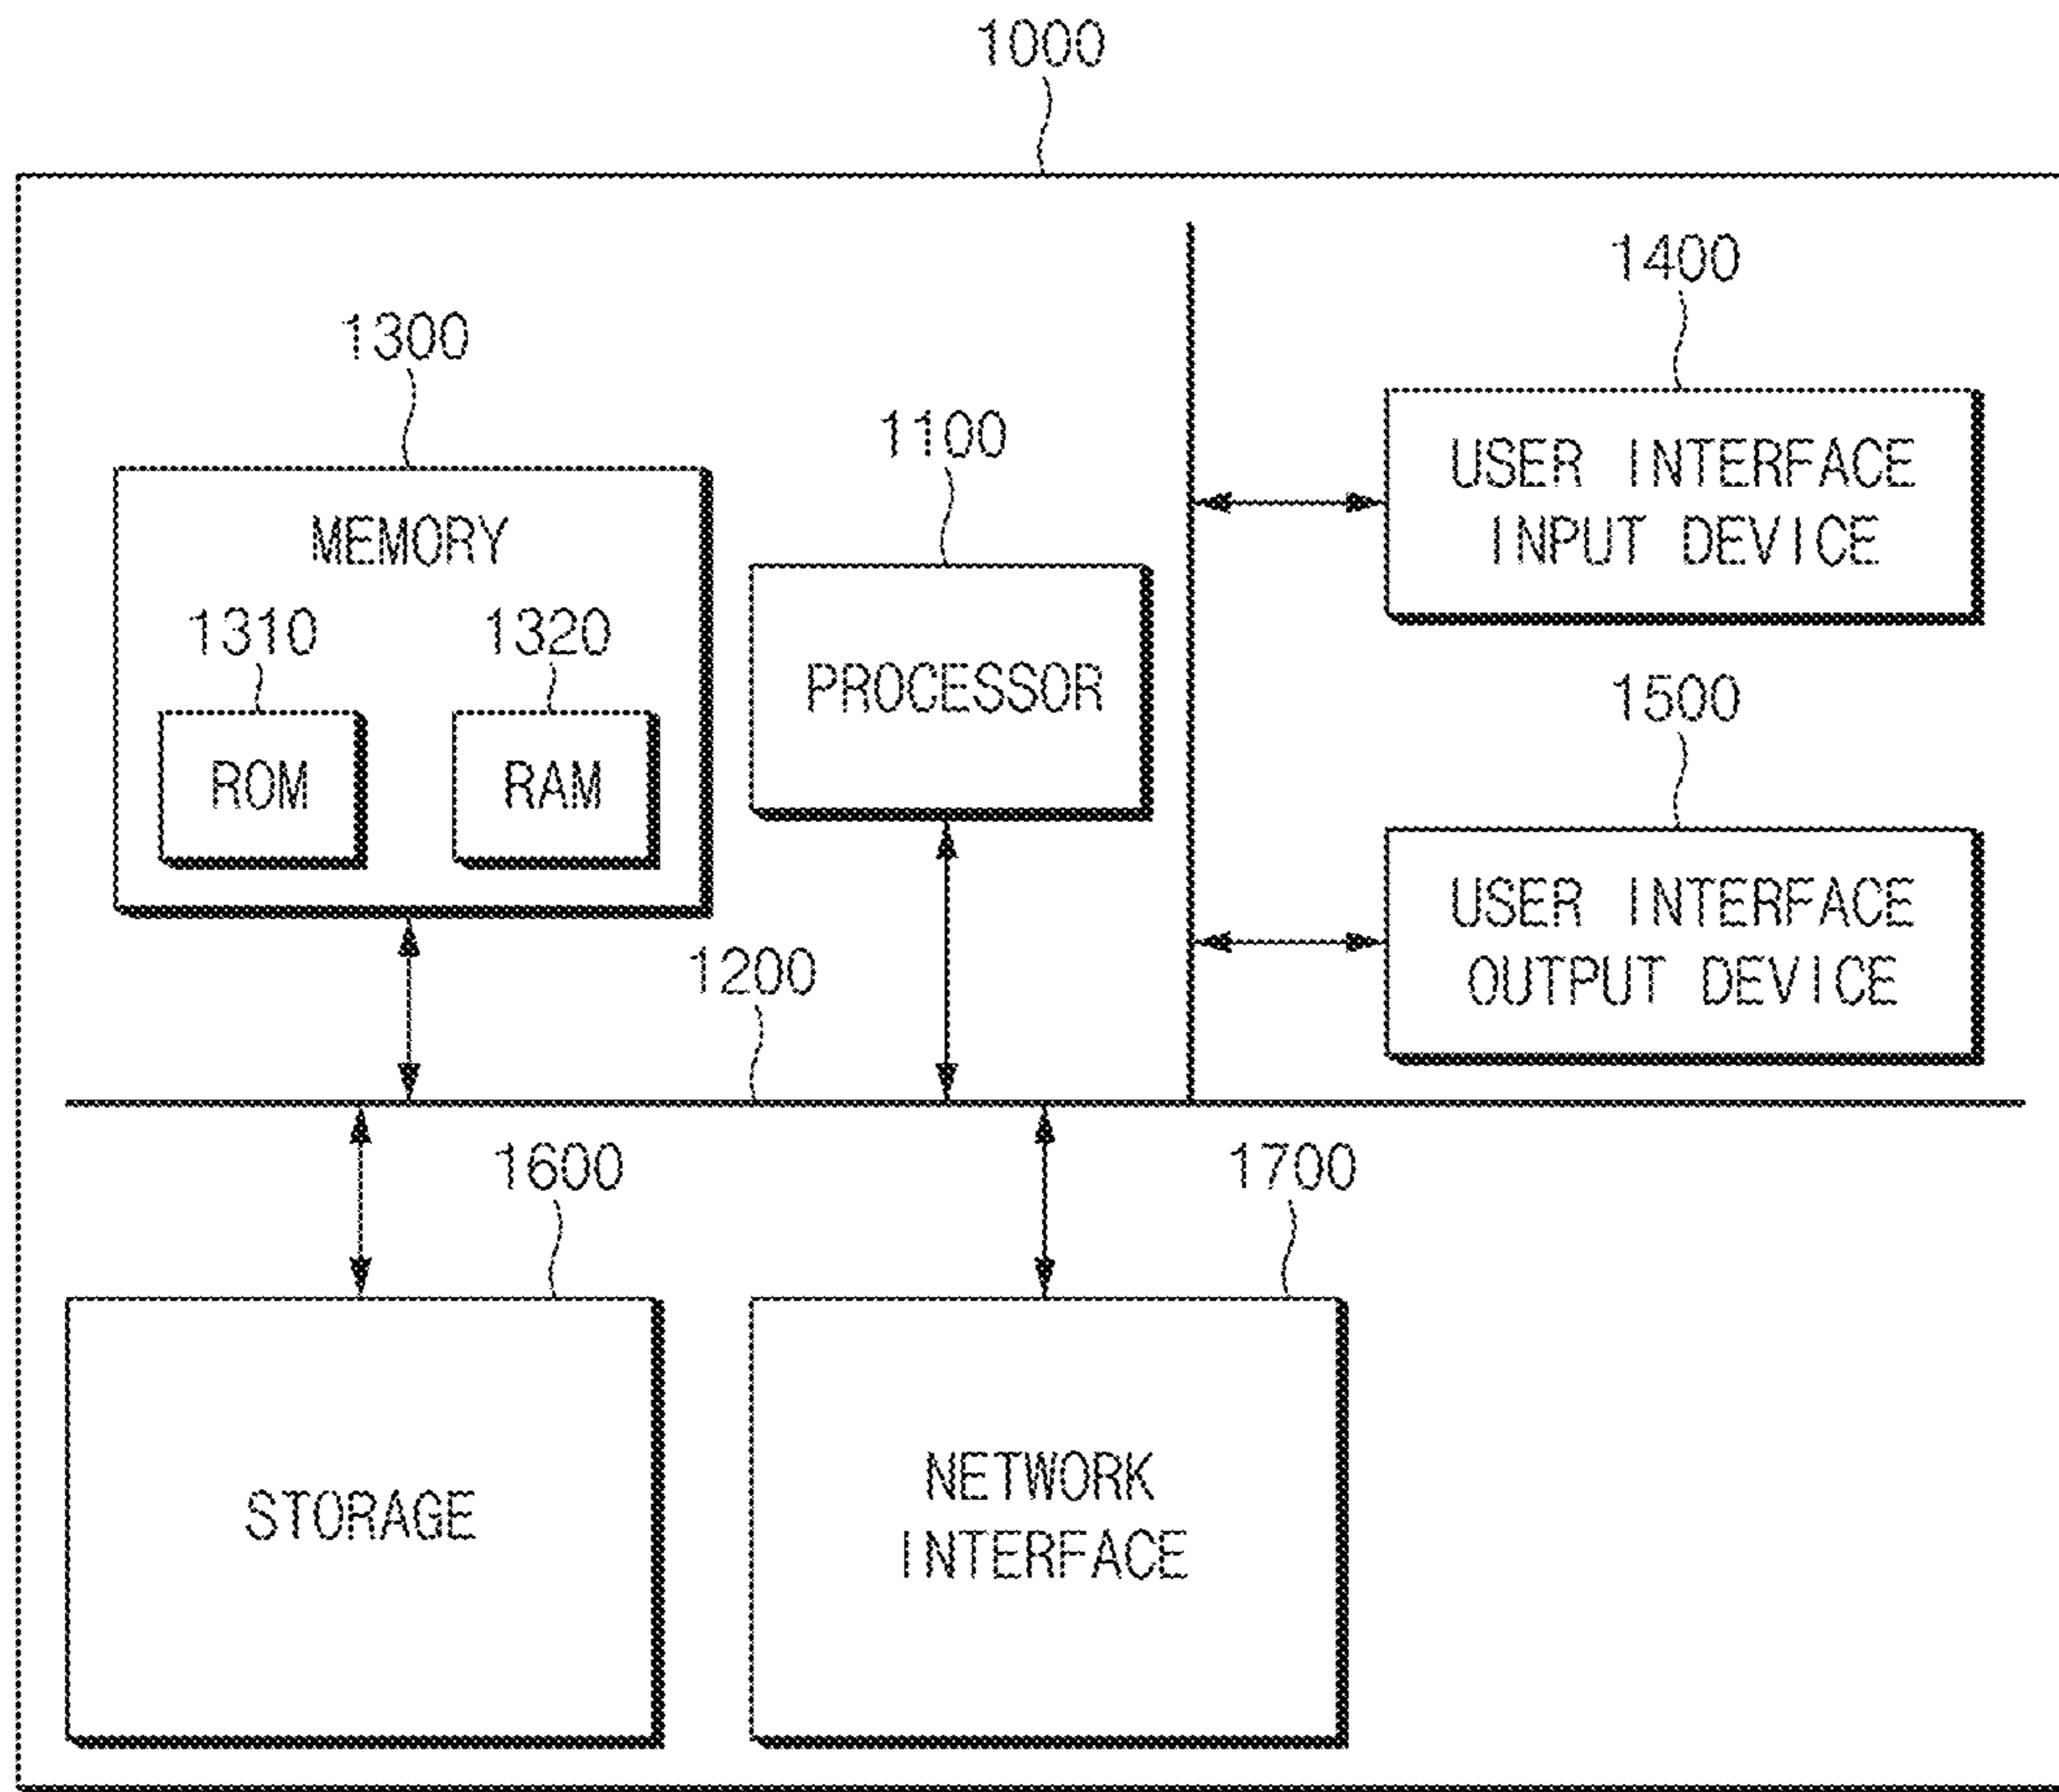 1000
1300
MEMORY
1310
1320
ROM
RAM
1100
PROCESSOR
1400
USER INTERFACE
INPUT DEVICE
1500
USER INTERFACE
OUTPUT DEVICE
1200
1600
STORAGE
1700
NETWORK
INTERFACE